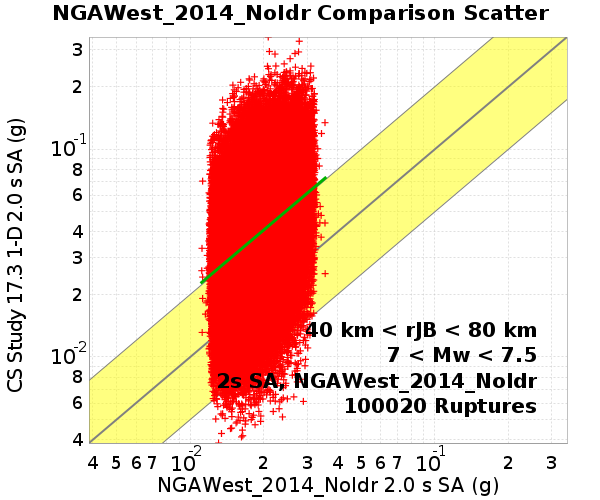 NGAWest_2014_NoIdr Comparison Scatter
CS Study 17.3 1-D 2.0 s SA (g)
3
2
10-1
8
6
4
3
2
10-2
8
6
4
40 km < rJB < 80 km
7 < Mw < 7.5
2s SA, NGAWest_2014_NoIdr
100020 Ruptures
4 5 6 7 10-2 2 3 4 5 6 7 10-1 2 3
NGAWest_2014_NoIdr 2.0 s SA (g)